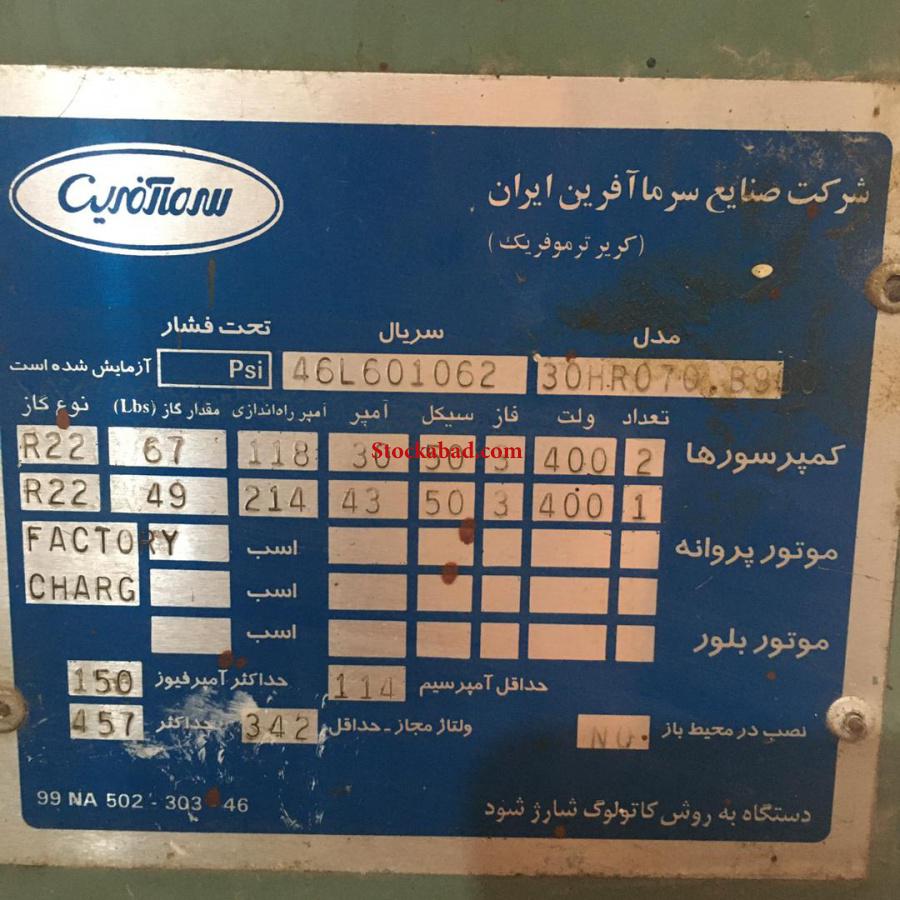 سرماآفرین
شرکت صنایع سرماآفرین ایران
(کریر ترموفریک)
مدل سریال تحت فشار
30HR070 46L601062 Psi آزمایش شده است
تعداد ولت فاز سیکل آمپر آمپر راه‌اندازی مقدار گاز (Lbs) نوع گاز
کمپرسورها 2 400 3 50 30 118 67 R22
1 400 3 50 43 214 49 R22
موتور پروانه اسب FACTORY
اسب CHARG
موتور بلور اسب
حداقل آمپر سیم 114 حداکثر آمپر فیوز 150
نصب در محیط باز NO ولتاژ مجاز - حداقل 342 حداکثر 457
دستگاه به روش کاتولوگ شارژ شود
99 NA 502 - 303 46
Stockabad.com